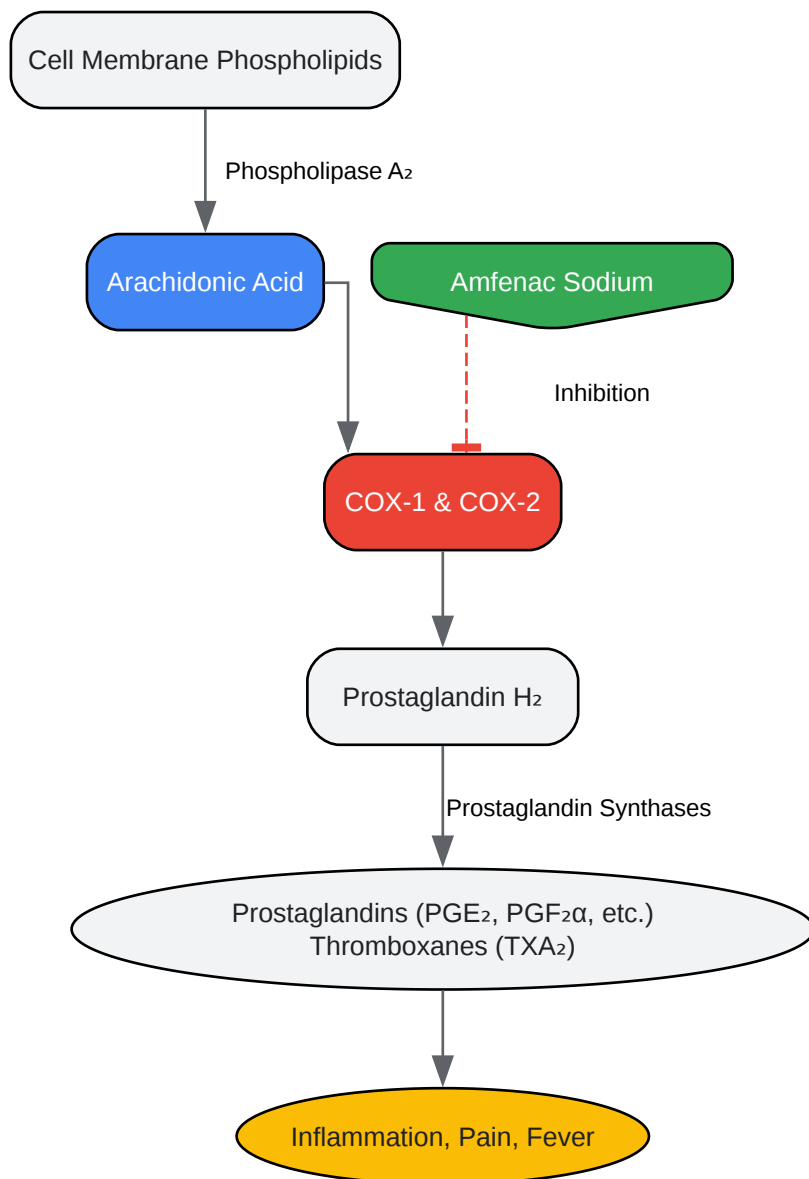 Cell Membrane Phospholipids
Phospholipase A₂
Arachidonic Acid
Amfenac Sodium
Inhibition
COX-1 & COX-2
Prostaglandin H₂
Prostaglandin Synthases
Prostaglandins (PGE₂, PGF₂α, etc.)
Thromboxanes (TXA₂)
Inflammation, Pain, Fever